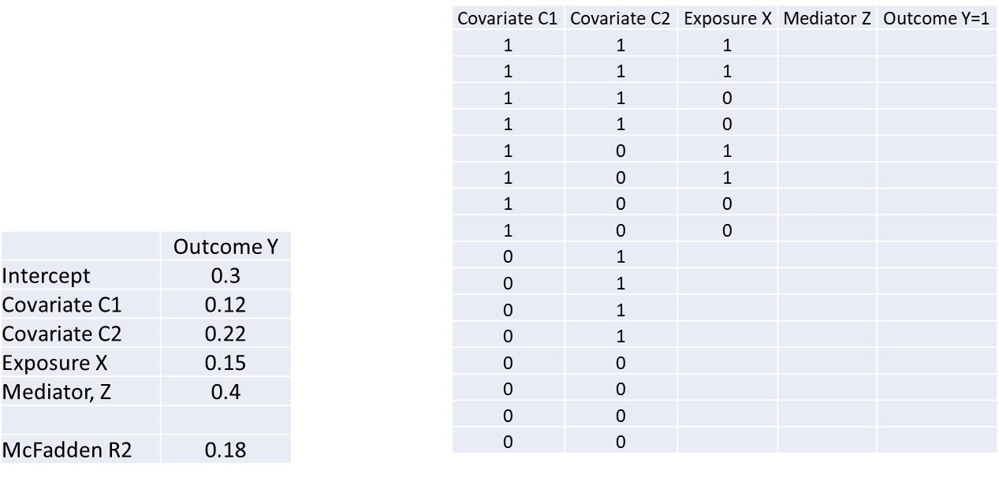 Outcome Y
Intercept 0.3
Covariate C1 0.12
Covariate C2 0.22
Exposure X 0.15
Mediator, Z 0.4
McFadden R2 0.18
Covariate C1 Covariate C2 Exposure X Mediator Z Outcome Y=1
1 1 1
1 1 1
1 1 0
1 1 0
1 0 1
1 0 1
1 0 0
1 0 0
0 1
0 1
0 1
0 1
0 0
0 0
0 0
0 0